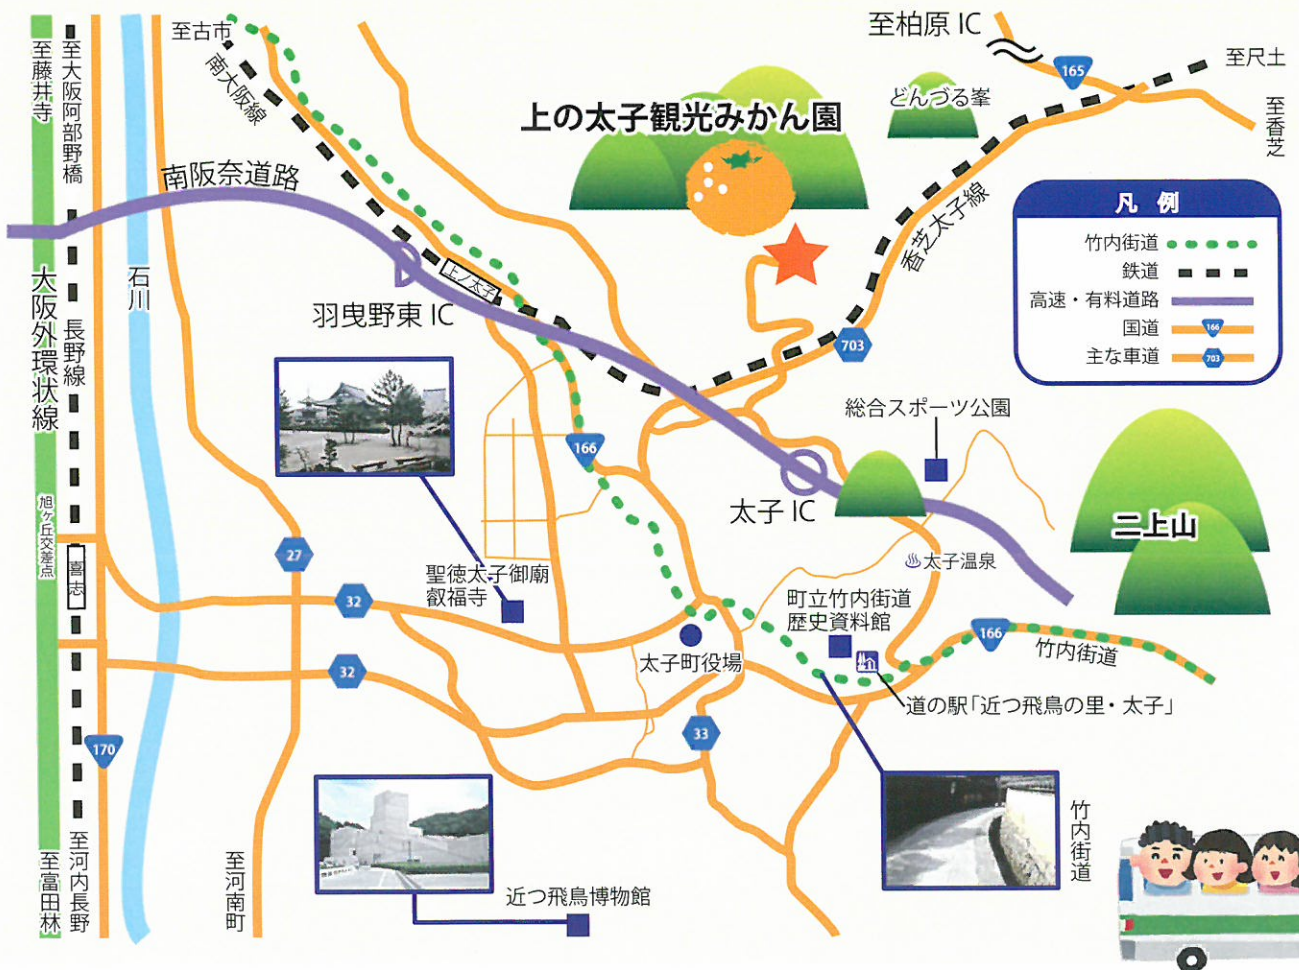 至柏原 IC
至古市
至尺土
165
至藤井寺
至大阪阿部野橋
南大阪線
どんづる峯
上の太子観光みかん園
至香芝
南阪奈道路
凡 例
竹内街道
鉄道
高速・有料道路
国道
166
主な車道
703
香芝太子線
上ノ太子
石川
大阪外環状線
羽曳野東 IC
長野線
703
総合スポーツ公園
166
太子 IC
二上山
旭ヶ丘交差点
喜志
27
太子温泉
聖徳太子御廟
叡福寺
32
町立竹内街道
歴史資料館
166
竹内街道
太子町役場
32
道の駅「近つ飛鳥の里・太子」
33
170
竹内街道
至富田林
至河内長野
至河南町
近つ飛鳥博物館